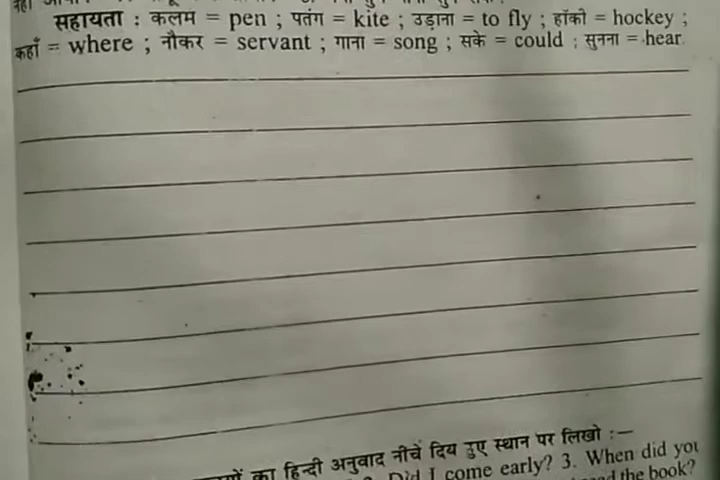 सहायता : कलम = pen ; पतंग = kite ; उड़ाना = to fly ; हॉकी = hockey ;
कहाँ = where ; नौकर = servant ; गाना = song ; सके = could ; सुनना = hear.
का हिन्दी अनुवाद नीचे दिय हुए स्थान पर लिखो :—
Did I come early? 3. When did you
the book?